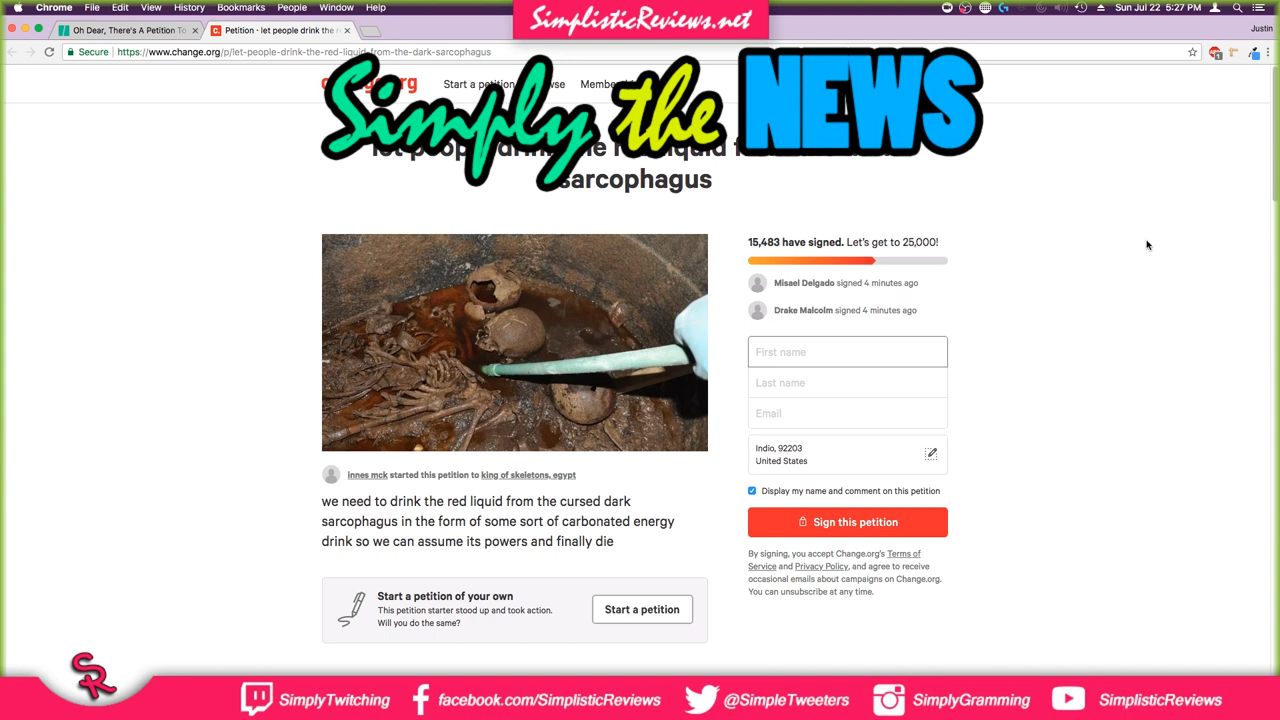 Chrome File Edit View History Bookmarks People Window Help
SimplisticReviews.net
Sun Jul 22 5:27 PM
Oh Dear, There's A Petition To
Petition · let people drink the r
Justin
Secure https://www.change.org/p/let-people-drink-the-red-liquid-from-the-dark-sarcophagus
Start a petition
Simply the NEWS
sarcophagus
15,483 have signed. Let's get to 25,000!
Misael Delgado signed 4 minutes ago
Drake Malcolm signed 4 minutes ago
First name
Last name
Email
Indio, 92203
United States
innes mck started this petition to king of skeletons, egypt
Display my name and comment on this petition
we need to drink the red liquid from the cursed dark
sarcophagus in the form of some sort of carbonated energy
drink so we can assume its powers and finally die
Sign this petition
By signing, you accept Change.org's Terms of
Service and Privacy Policy, and agree to receive
occasional emails about campaigns on Change.org.
You can unsubscribe at any time.
Start a petition of your own
This petition starter stood up and took action.
Will you do the same?
Start a petition
SR
SimplyTwitching
facebook.com/SimplisticReviews
@SimpleTweeters
SimplyGramming
SimplisticReviews